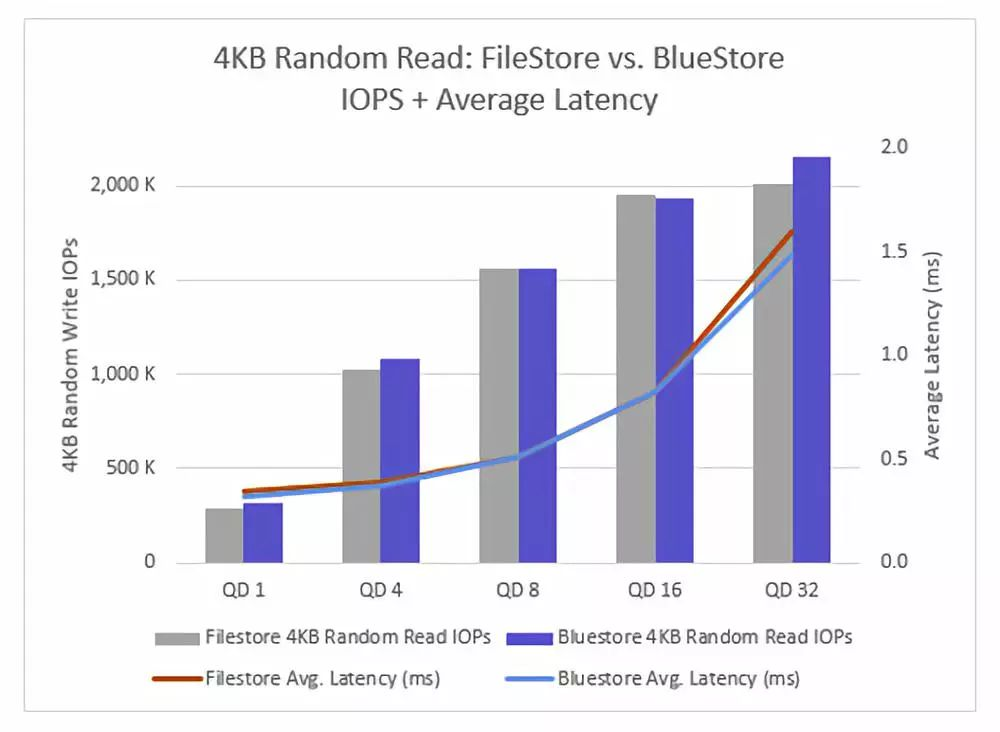 4KB Random Read: FileStore vs. BlueStore
IOPS + Average Latency
4KB Random Write IOPs
2,000 K
1,500 K
1,000 K
500 K
0
2.0
1.5
1.0
0.5
0.0
Average Latency (ms)
QD 1 QD 4 QD 8 QD 16 QD 32
Filestore 4KB Random Read IOPs Bluestore 4KB Random Read IOPs
Filestore Avg. Latency (ms) Bluestore Avg. Latency (ms)